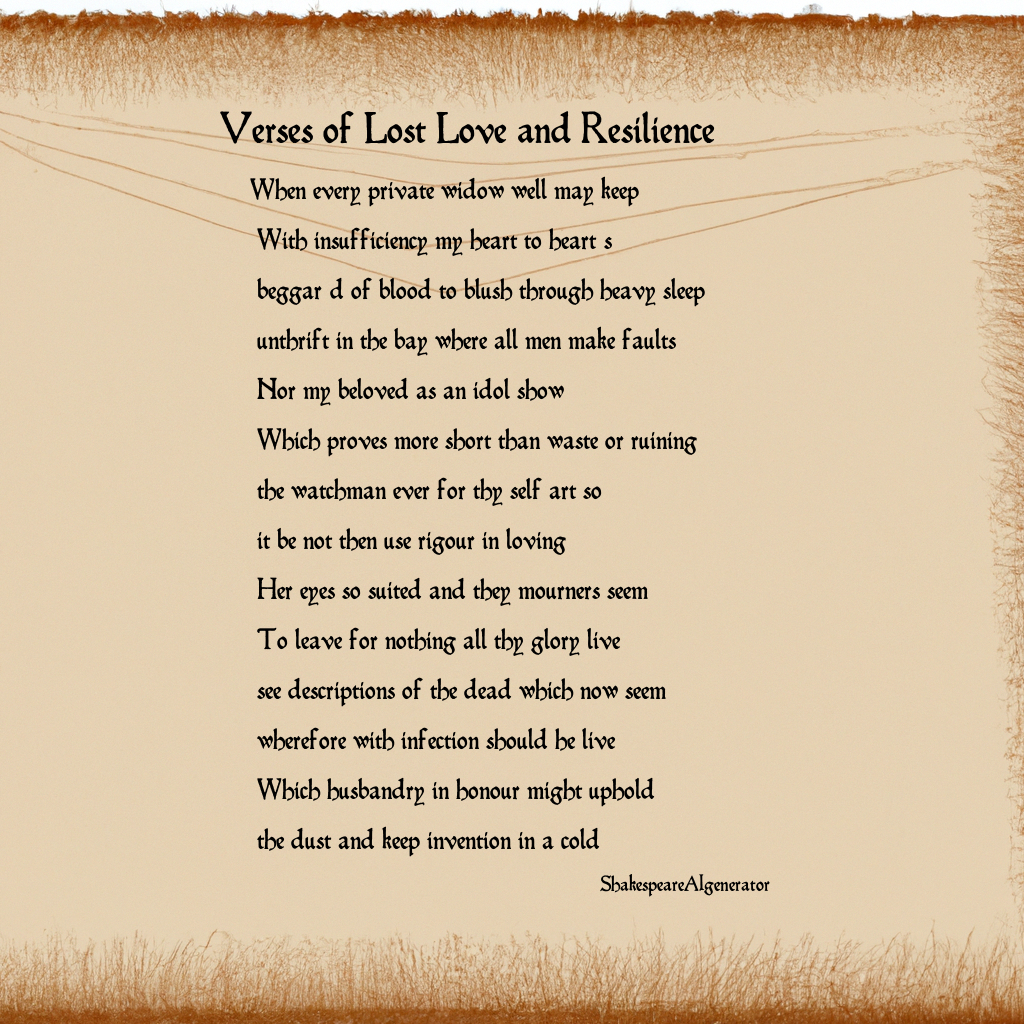 Verses of Lost Love and Resilience
When every private widow well may keep
With insufficiency my heart to heart s
beggar d of blood to blush through heavy sleep
unthrift in the bay where all men make faults
Nor my beloved as an idol show
Which proves more short than waste or ruining
the watchman ever for thy self art so
it be not then use rigour in loving
Her eyes so suited and they mourners seem
To leave for nothing all thy glory live
see descriptions of the dead which now seem
wherefore with infection should he live
Which husbandry in honour might uphold
the dust and keep invention in a cold
ShakespeareAIgenerator